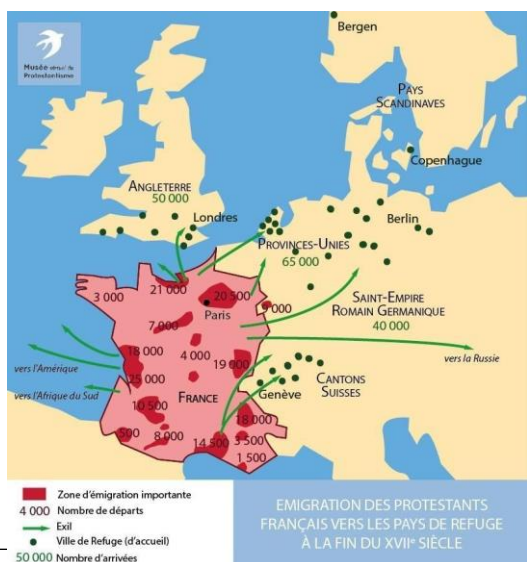 Musée virtuel du
Protestantisme
Bergen
PAYS
SCANDINAVES
Copenhague
ANGLETERRE
50 000
Londres
Berlin
PROVINCES-UNIES
65 000
3 000
21 000
20 500
Paris
000
SAINT-EMPIRE
ROMAIN GERMANIQUE
40 000
7 000
4 000
18 000
19 000
vers la Russie
vers l'Amérique
25 000
CANTONS
SUISSES
Genève
vers l'Afrique du Sud
FRANCE
10 500
18 000
500
8 000
14 500
3 500
1 500
Zone d'émigration importante
4 000 Nombre de départs
Exil
Ville de Refuge (d'accueil)
50 000 Nombre d'arrivées
EMIGRATION DES PROTESTANTS
FRANÇAIS VERS LES PAYS DE REFUGE
À LA FIN DU XVIIe SIÈCLE